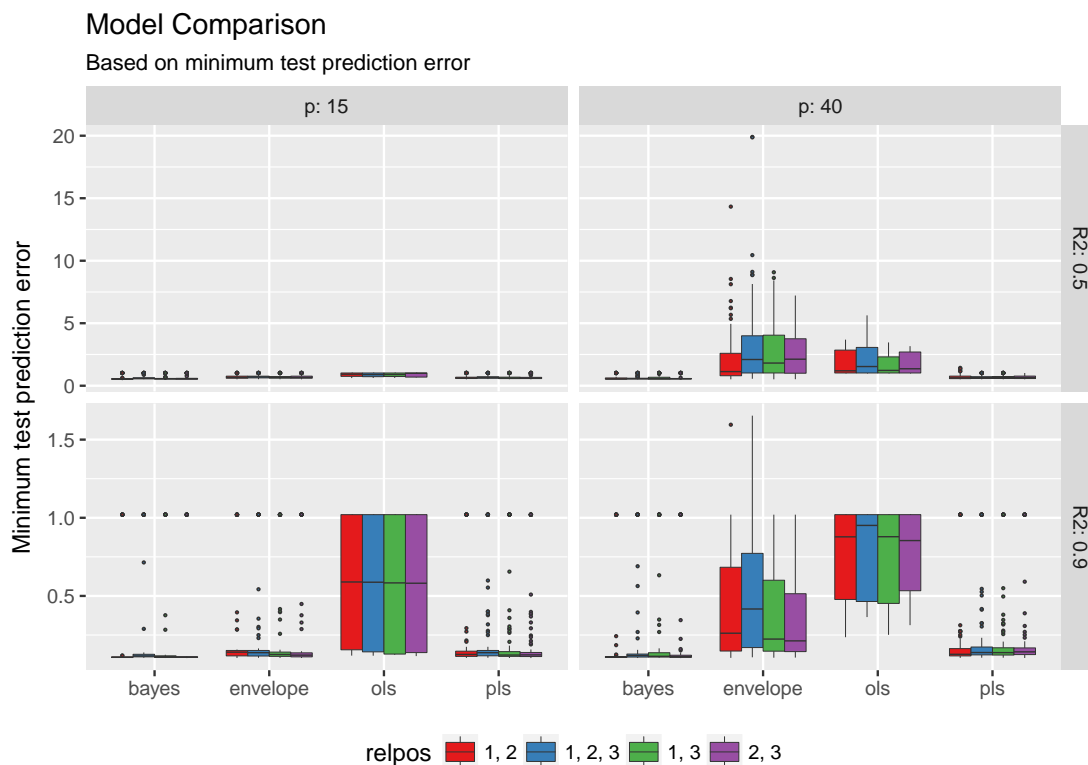 Model Comparison
Based on minimum test prediction error
p: 15
p: 40
Minimum test prediction error
20
15
10
5
0
R2: 0.5
1.5
1.0
0.5
R2: 0.9
bayes
envelope
ols
pls
bayes
envelope
ols
pls
relpos 1, 2 1, 2, 3 1, 3 2, 3